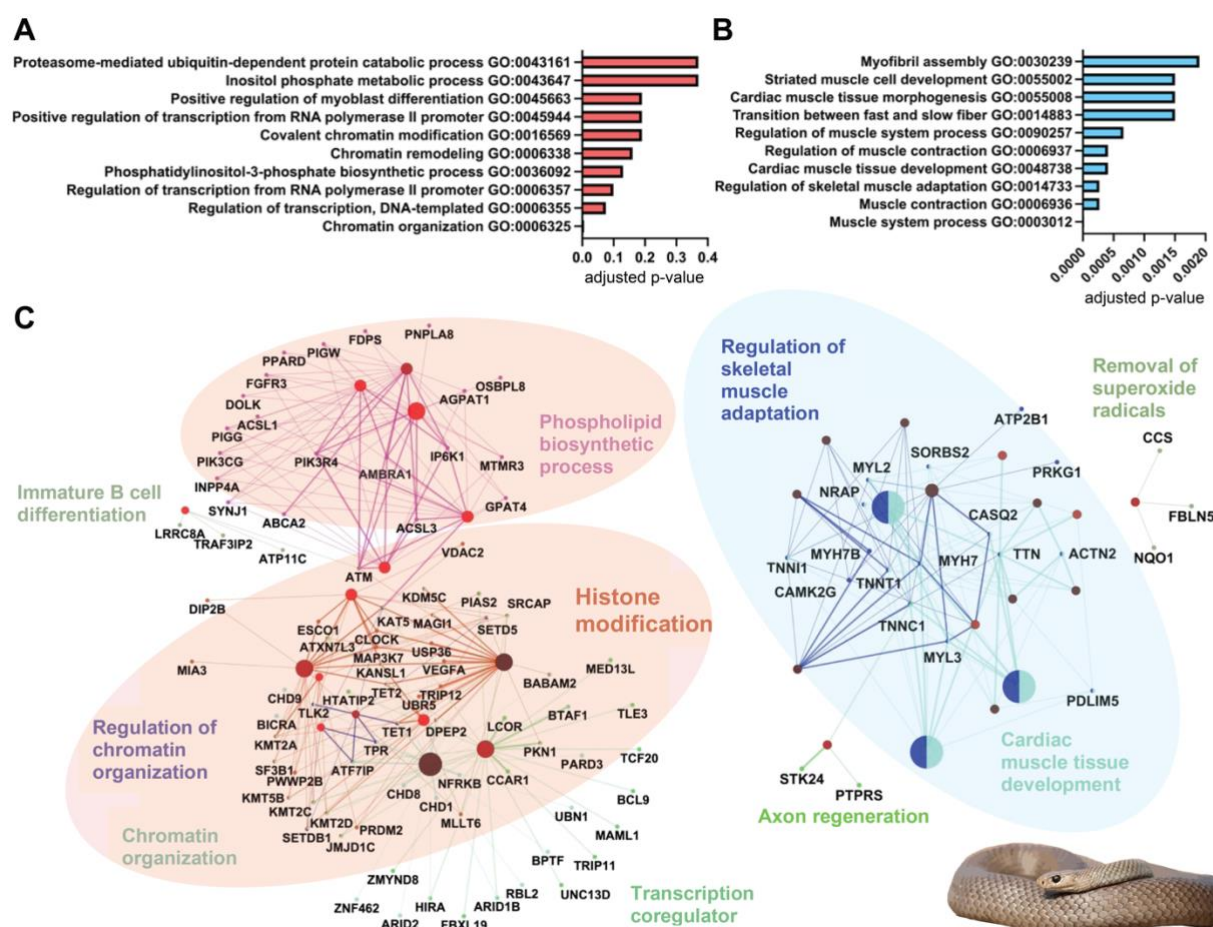 A
Proteasome-mediated ubiquitin-dependent protein catabolic process GO:0043161
Inositol phosphate metabolic process GO:0043647
Positive regulation of myoblast differentiation GO:0045663
Positive regulation of transcription from RNA polymerase II promoter GO:0045944
Covalent chromatin modification GO:0016569
Chromatin remodeling GO:0006338
Phosphatidylinositol-3-phosphate biosynthetic process GO:0036092
Regulation of transcription from RNA polymerase II promoter GO:0006357
Regulation of transcription, DNA-templated GO:0006355
Chromatin organization GO:0006325
0.0 0.1 0.2 0.3 0.4
adjusted p-value
B
Myofibril assembly GO:0030239
Striated muscle cell development GO:0055002
Cardiac muscle tissue morphogenesis GO:0055008
Transition between fast and slow fiber GO:0014883
Regulation of muscle system process GO:0090257
Regulation of muscle contraction GO:0006937
Cardiac muscle tissue development GO:0048738
Regulation of skeletal muscle adaptation GO:0014733
Muscle contraction GO:0006936
Muscle system process GO:0003012
0.0000 0.0005 0.0010 0.0015 0.0020
adjusted p-value
C
PNPLA8
FDPS
PIGW
PPARD
FGFR3
OSBPL8
AGPAT1
DOLK
ACSL1
PIGG
Phospholipid
biosynthetic
process
PIK3R4
IP6K1
PIK3CG
AMBRA1
MTMR3
INPP4A
GPAT4
SYNJ1
ABCA2
ACSL3
Immature B cell
differentiation
LRRC8A
TRAF3IP2
ATP11C
VDAC2
ATM
Histone
modification
KDM5C
PIAS2
SRCAP
DIP2B
KAT5
MAGI1
SETD5
ESCO1
ATXN7L3
CLOCK
USP36
MAP3K7
MED13L
MIA3
KANSL1
VEGFA
BABAM2
TET2
TRIP12
CHD9
HTATIP2
UBR5
Regulation of
chromatin
organization
BICRA
TLK2
TET1
DPEP2
LCOR
BTAF1
TLE3
KMT2A
TPR
PKN1
TCF20
SF3B1
ATF7IP
PARD3
PWWP2B
NFRKB
CCAR1
KMT5B
CHD8
BCL9
KMT2C
CHD1
UBN1
Chromatin
organization
KMT2D
PRDM2
MLLT6
MAML1
SETDB1
JMJD1C
BPTF
TRIP11
ZMYND8
UNC13D
RBL2
Transcription
coregulator
ZNF462
HIRA
ARID1B
ARID2
FBXL19
Regulation of
skeletal
muscle
adaptation
ATP2B1
SORBS2
MYL2
PRKG1
NRAP
CASQ2
MYH7B
MYH7
TTN
ACTN2
TNNI1
TNNT1
CAMK2G
TNNC1
MYL3
PDLIM5
Cardiac
muscle tissue
development
Removal of
superoxide
radicals
CCS
FBLN5
NQO1
STK24
PTPRS
Axon regeneration